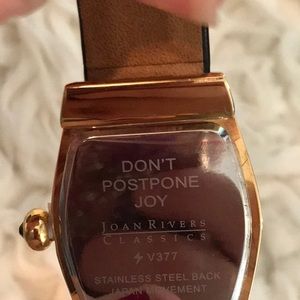 DON'T
POSTPONE
JOY
JOAN RIVERS
CLASSICS
V377
STAINLESS STEEL BACK
JAPAN MOVEMENT